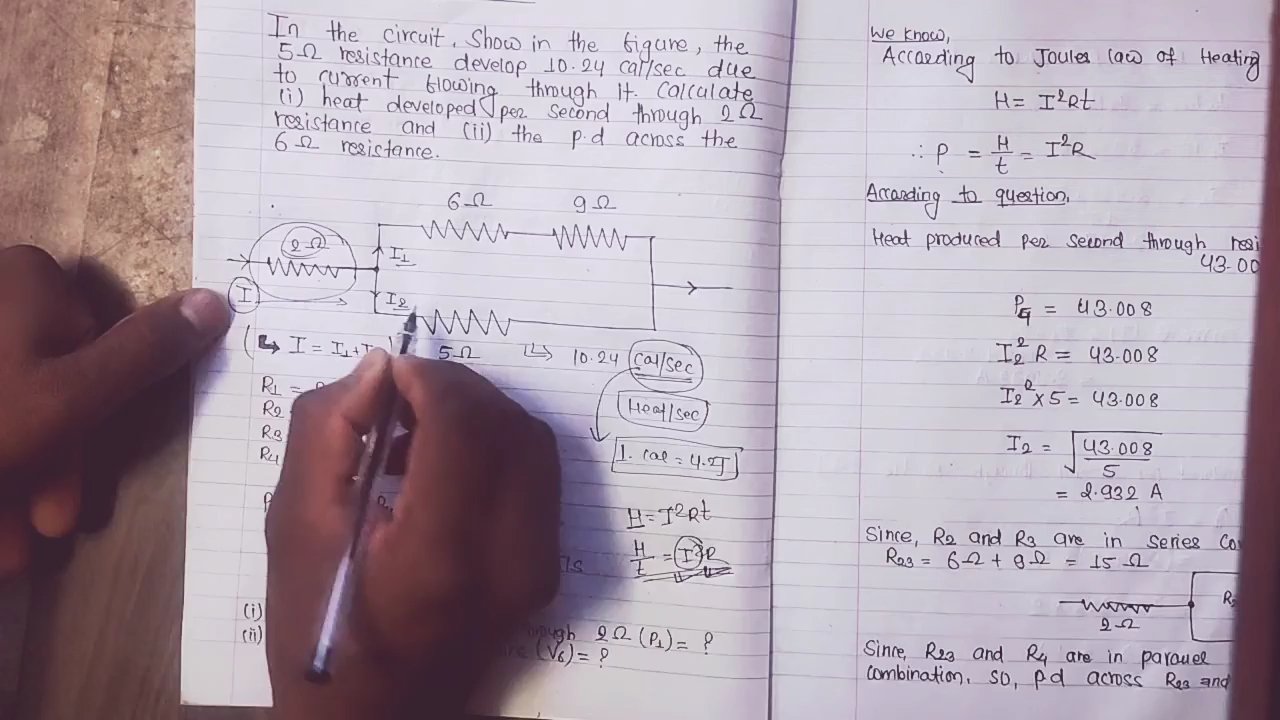 In the circuit, Show in the figure, the
5Ω resistance develop 10.24 cal/sec due
to current flowing through it. Calculate
(i) heat developed per second through 2Ω
resistance and (ii) the p.d across the
6Ω resistance.
6Ω 9Ω
2Ω
I1
I
I2
I = I1+I
5Ω
10.24 cal/sec
Heat/sec
1. cal = 4.2J
R1 =
R2
R3
R4
H = I²Rt
H/t = I²R
(i)
(ii)
2Ω (P1) = ?
(V6) = ?
We know,
According to Joules law of Heating
H = I²Rt
∴ P = H/t = I²R
According to question,
Heat produced per second through resi
43.00
P4 = 43.008
I2² R = 43.008
I2² x 5 = 43.008
I2 = √43.008/5
= 2.932 A
Since, R2 and R3 are in series co
R23 = 6Ω + 9Ω = 15Ω
2Ω
Since, R23 and R4 are in parallel
combination. so, pd across R23 and